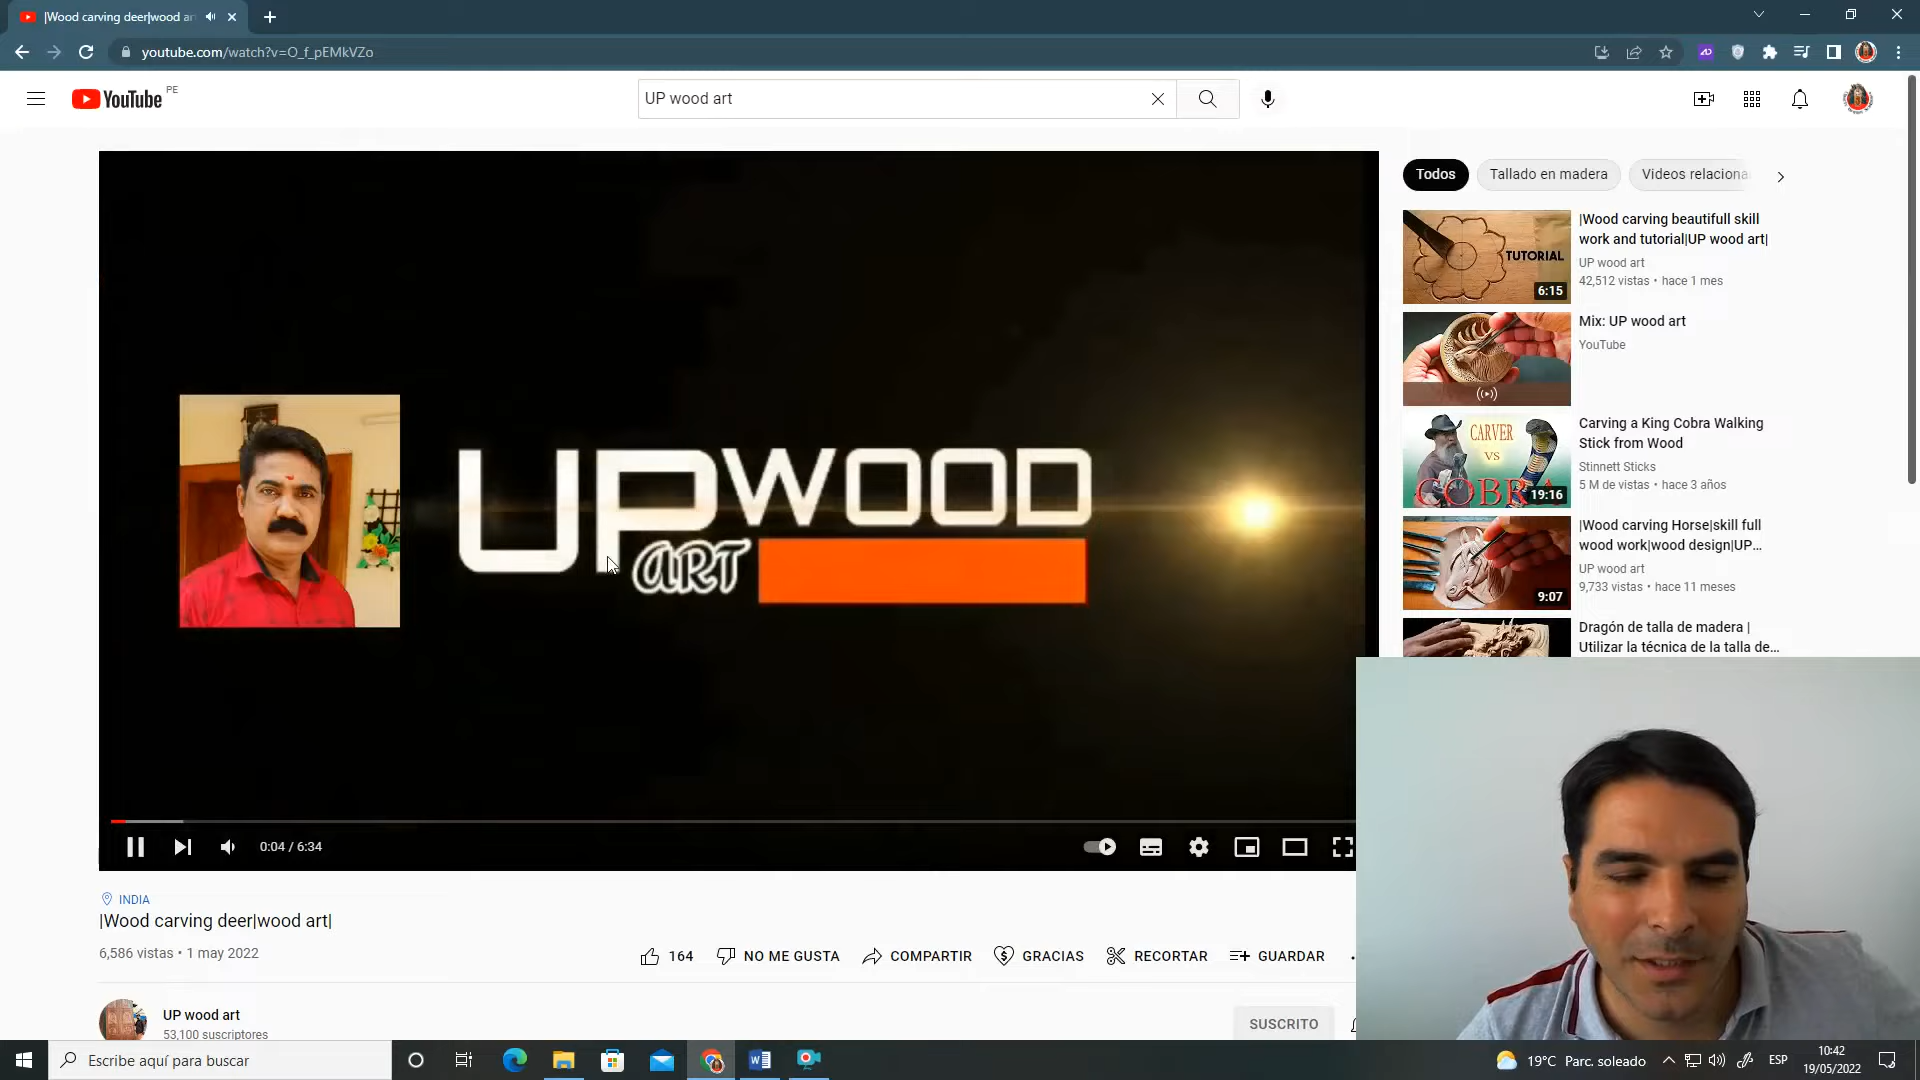 |Wood carving deer|wood ar
youtube.com/watch?v=O_f_pEMkVZo
YouTube PE
UP wood art
UP WOOD
ART
0:04 / 6:34
INDIA
|Wood carving deer|wood art|
6,586 vistas • 1 may 2022
164 NO ME GUSTA COMPARTIR GRACIAS RECORTAR GUARDAR
UP wood art
53,100 suscriptores
SUSCRITO
Todos Tallado en madera Videos relaciona
TUTORIAL
6:15
|Wood carving beautifull skill
work and tutorial|UP wood art|
UP wood art
42,512 vistas • hace 1 mes
Mix: UP wood art
YouTube
CARVER
VS
COBRA
19:16
Carving a King Cobra Walking
Stick from Wood
Stinnett Sticks
5 M de vistas • hace 3 años
9:07
|Wood carving Horse|skill full
wood work|wood design|UP...
UP wood art
9,733 vistas • hace 11 meses
Dragón de talla de madera |
Utilizar la técnica de la talla de...
Escribe aquí para buscar
19°C Parc. soleado
ESP
10:42
19/05/2022